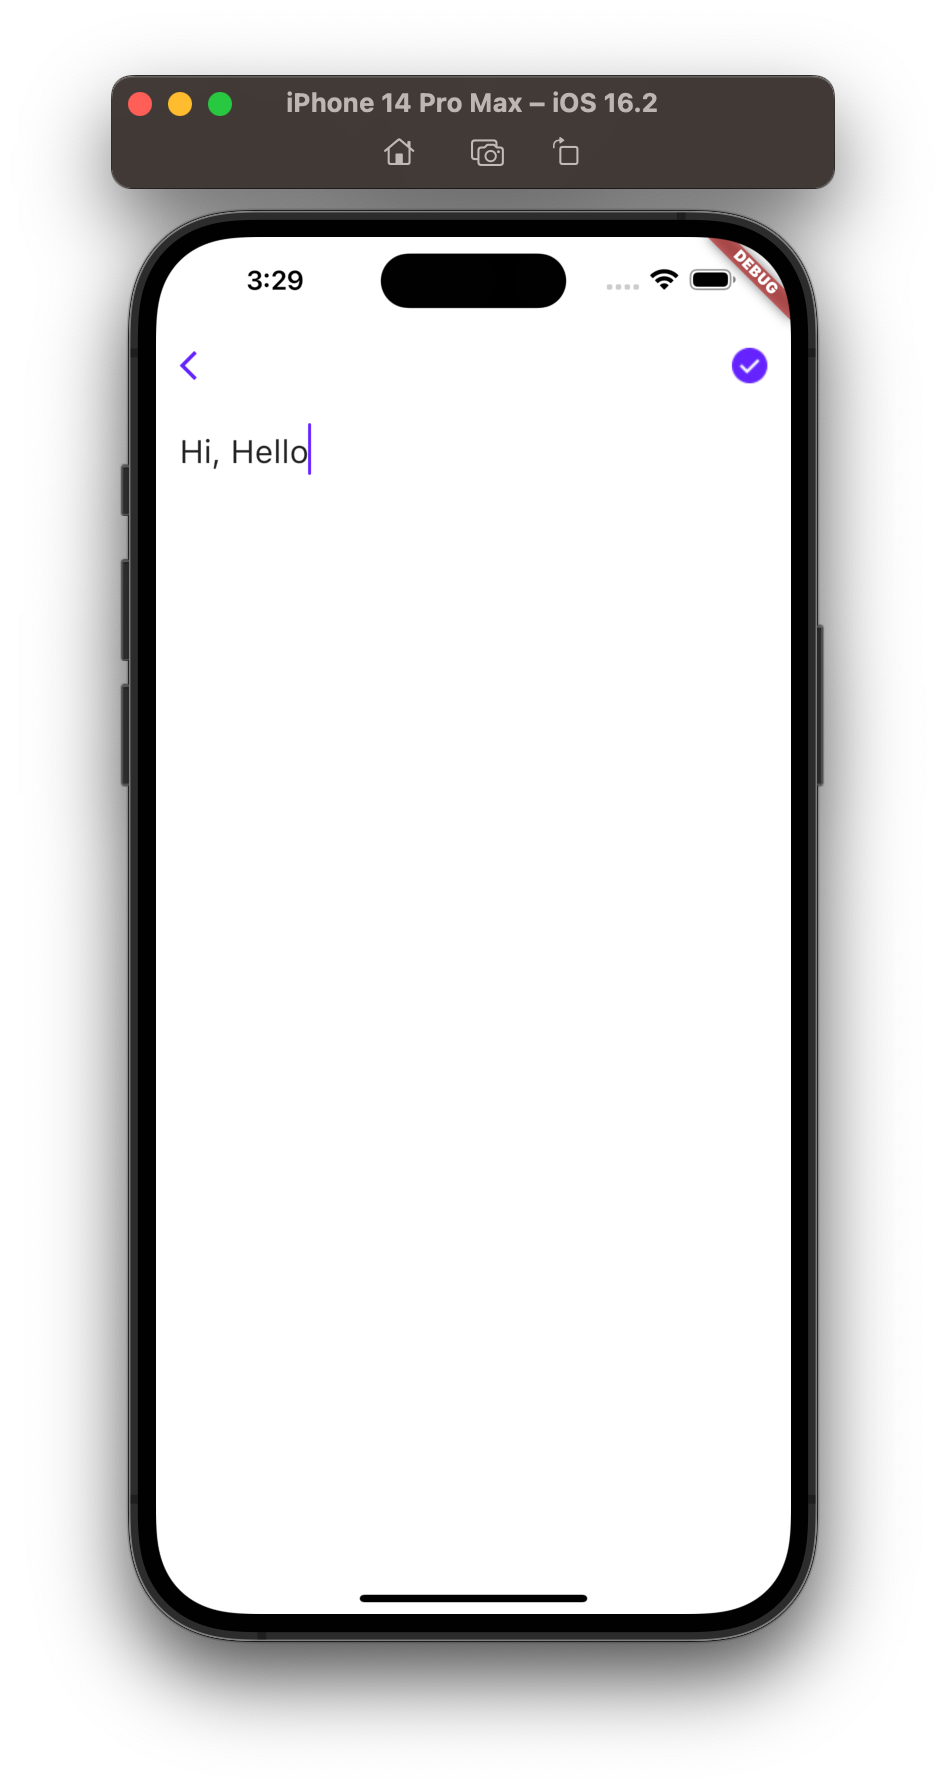 iPhone 14 Pro Max – iOS 16.2
3:29
DEBUG
Hi, Hello